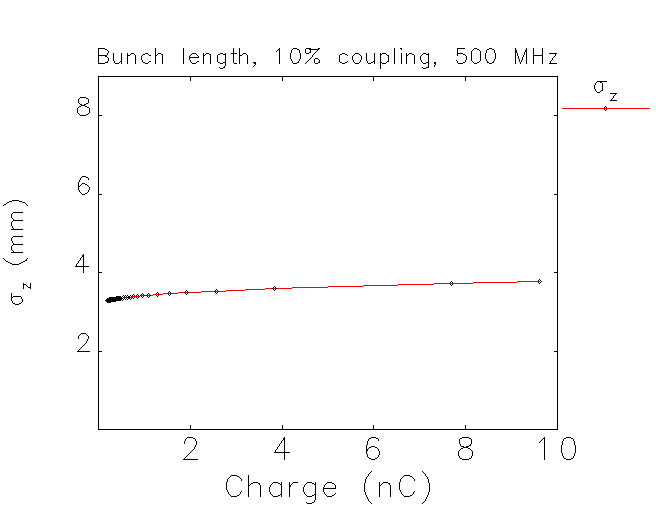 Bunch length, 10% coupling, 500 MHz
σz
8
6
4
2
σz (mm)
2 4 6 8 10
Charge (nC)